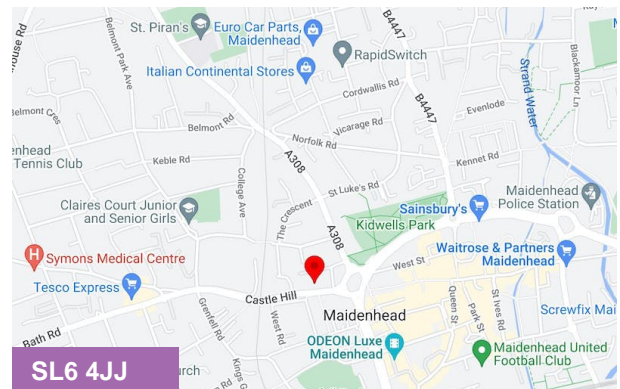 St. Piran's
Euro Car Parts,
Maidenhead
B4447
RapidSwitch
Italian Continental Stores
Belmont Park Ave
Cordwallis Rd
Strand Water
Blackamoor Ln
Belmont Cres
Belmont Rd
Vicarage Rd
Evelode
B4447
Norfolk Rd
A308
Tennis Club
Keble Rd
Kennet Rd
College Ave
St Luke's Rd
Claires Court Junior
and Senior Girls
The Crescent
A308
Kidwells Park
Sainsbury's
Maidenhead
Police Station
Symons Medical Centre
West St
Waitrose & Partners
Maidenhead
Tesco Express
Castle Hill
Grenfell Rd
West Rd
Maidenhead
Queen St
Park St
St Ives Rd
Screwfix Mai
Bath Rd
ODEON Luxe
Maidenhead
Maidenhead United
Football Club
King's G
hurch
SL6 4JJ